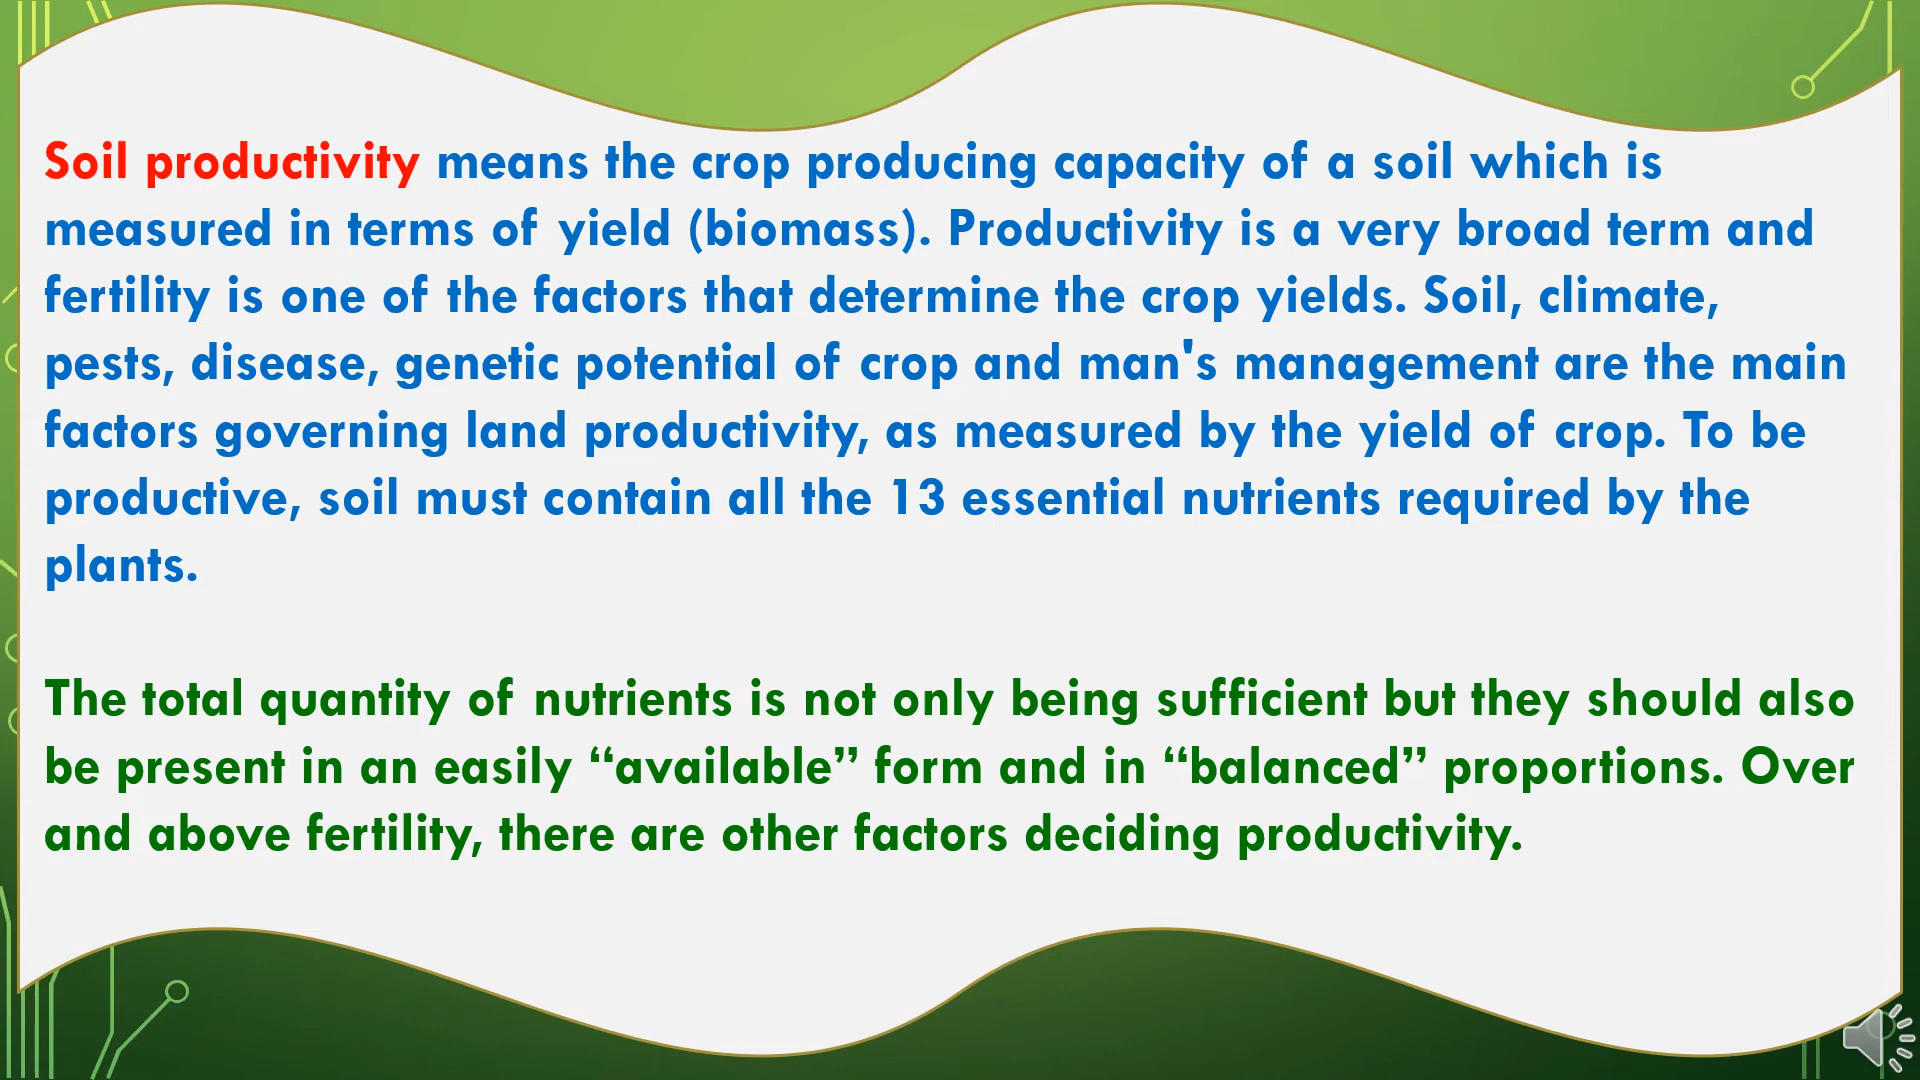 Soil productivity means the crop producing capacity of a soil which is
measured in terms of yield (biomass). Productivity is a very broad term and
fertility is one of the factors that determine the crop yields. Soil, climate,
pests, disease, genetic potential of crop and man's management are the main
factors governing land productivity, as measured by the yield of crop. To be
productive, soil must contain all the 13 essential nutrients required by the
plants.
The total quantity of nutrients is not only being sufficient but they should also
be present in an easily “available” form and in “balanced” proportions. Over
and above fertility, there are other factors deciding productivity.